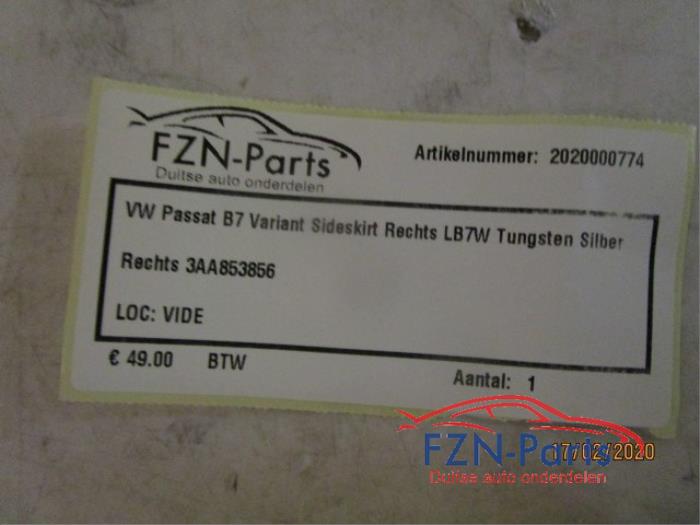 FZN-Parts
Duitse auto onderdelen
Artikelnummer: 2020000774
VW Passat B7 Variant Sideskirt Rechts LB7W Tungsten Silber
Rechts 3AA853856
LOC: VIDE
€ 49.00 BTW
Aantal: 1
17/02/2020
FZN-Parts
Duitse auto onderdelen